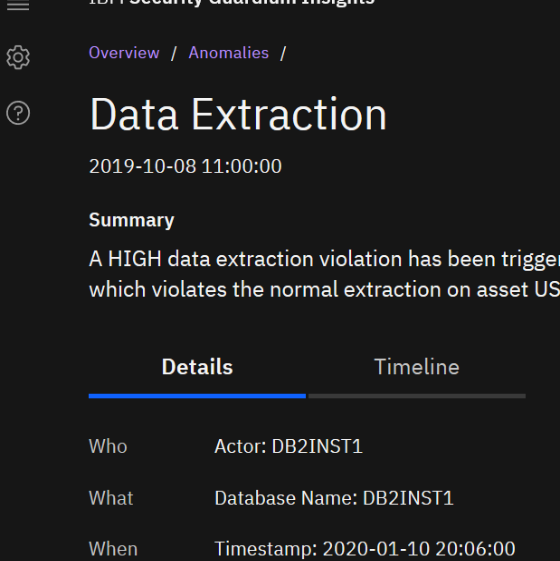 IBM Security Guardium Insights
Overview / Anomalies /
Data Extraction
2019-10-08 11:00:00
Summary
A HIGH data extraction violation has been trigger
which violates the normal extraction on asset US
Details Timeline
Who Actor: DB2INST1
What Database Name: DB2INST1
When Timestamp: 2020-01-10 20:06:00